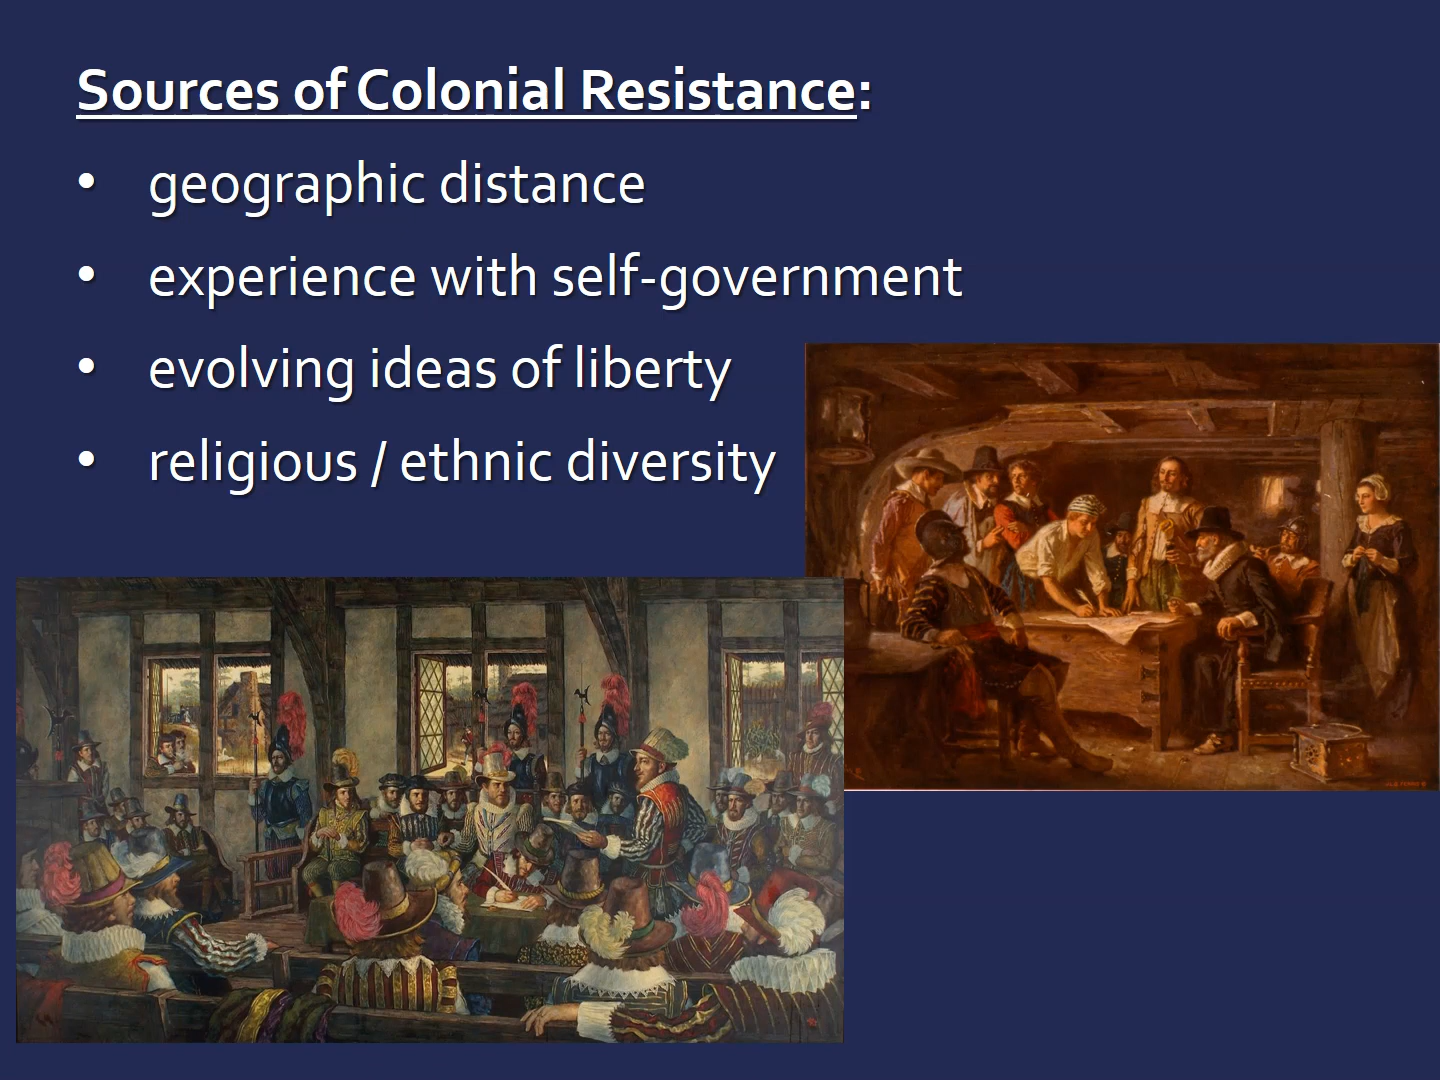 Sources of Colonial Resistance:
• geographic distance
• experience with self-government
• evolving ideas of liberty
• religious / ethnic diversity